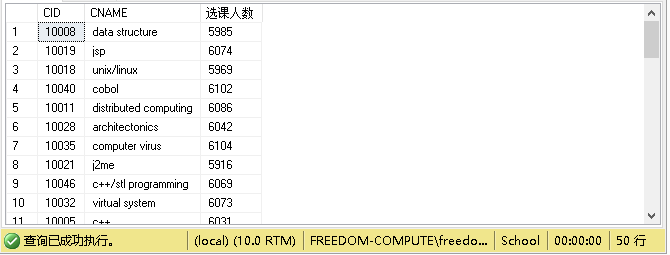 CID CNAME 选课人数
1 10008 data structure 5985
2 10019 jsp 6074
3 10018 unix/linux 5969
4 10040 cobol 6102
5 10011 distributed computing 6086
6 10028 architectonics 6042
7 10035 computer virus 6104
8 10021 j2me 5916
9 10046 c++/stl programming 6069
10 10032 virtual system 6073
11 10005 c++ 6031
查询已成功执行。 (local) (10.0 RTM) FREEDOM-COMPUTE\freedo... School 00:00:00 50 行